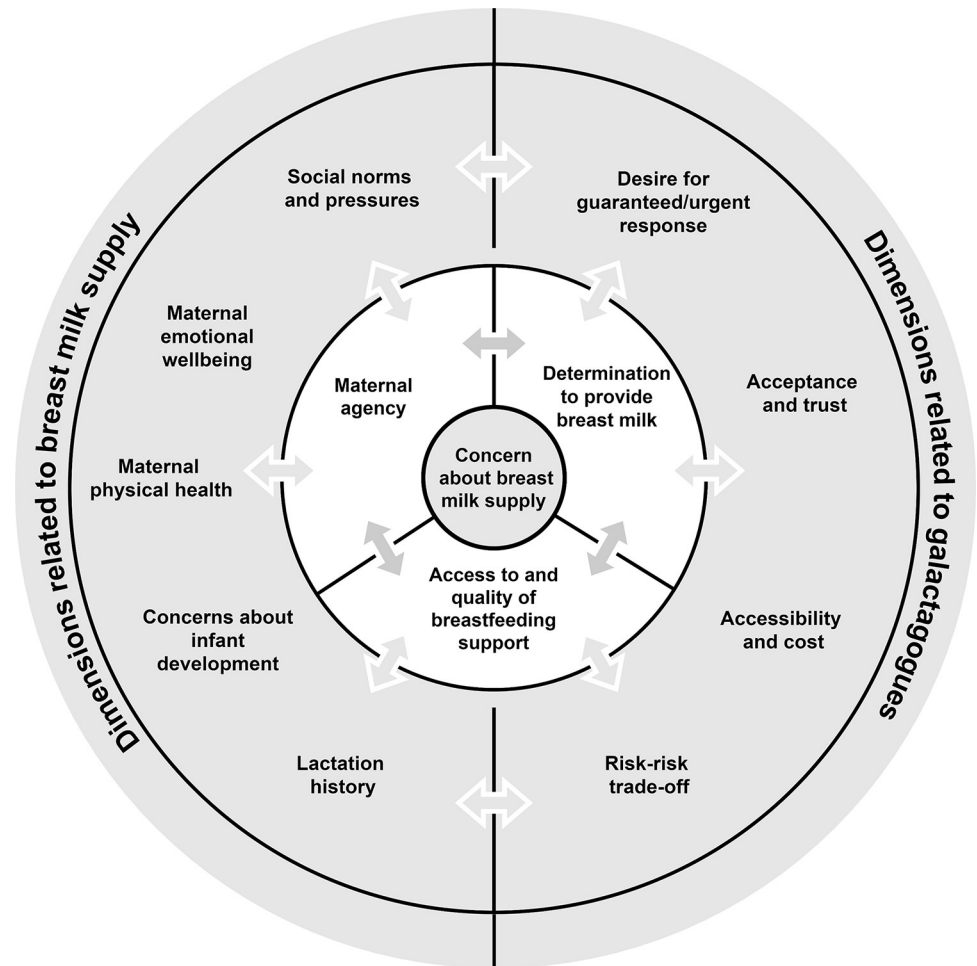 Dimensions related to breast milk supply
Dimensions related to galactagogues
Social norms
and pressures
Desire for
guaranteed/urgent
response
Maternal
emotional
wellbeing
Acceptance
and trust
Maternal
physical health
Accessibility
and cost
Concerns about
infant
development
Lactation
history
Risk-risk
trade-off
Maternal
agency
Determination
to provide
breast milk
Access to and
quality of
breastfeeding
support
Concern
about breast
milk supply